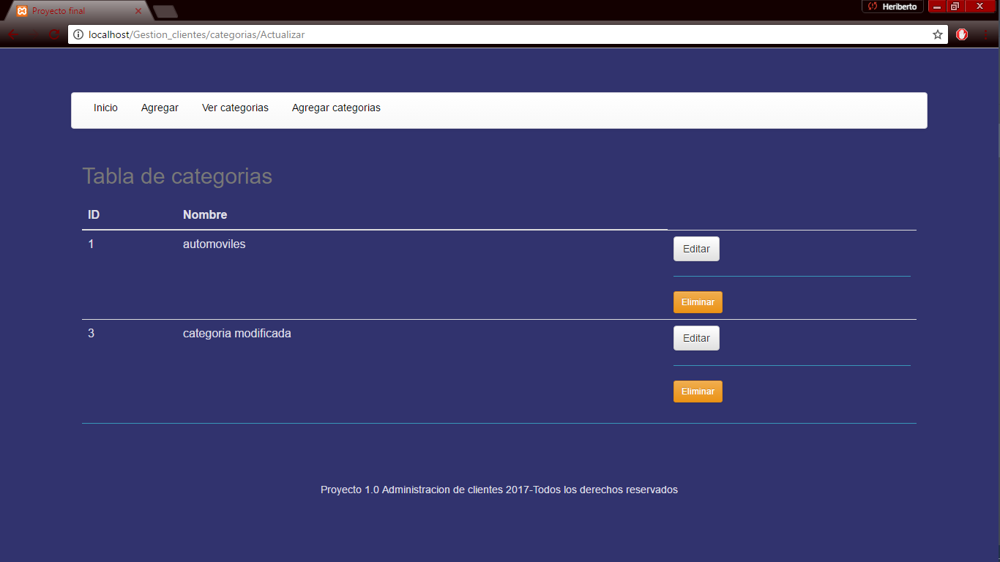 Proyecto final
Heriberto
localhost/Gestion_clientes/categorias/Actualizar
Inicio Agregar Ver categorias Agregar categorias
Tabla de categorias
ID Nombre
1 automoviles Editar
Eliminar
3 categoria modificada Editar
Eliminar
Proyecto 1.0 Administracion de clientes 2017-Todos los derechos reservados